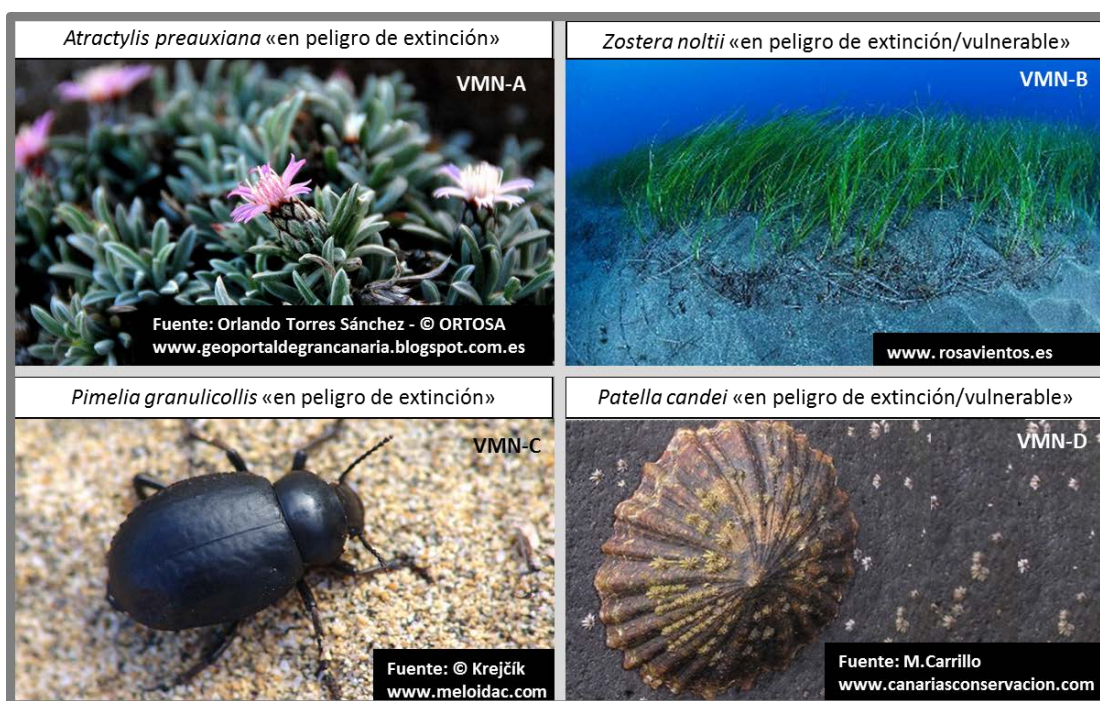 Atractylis preauxiana «en peligro de extinción»
VMN-A
Fuente: Orlando Torres Sánchez - © ORTOSA
www.geoportaldegrancanaria.blogspot.com.es
Zostera noltii «en peligro de extinción/vulnerable»
VMN-B
www. rosavientos.es
Pimelia granulicollis «en peligro de extinción»
VMN-C
Fuente: © Krejčík
www.meloidac.com
Patella candei «en peligro de extinción/vulnerable»
VMN-D
Fuente: M.Carrillo
www.canariasconservacion.com